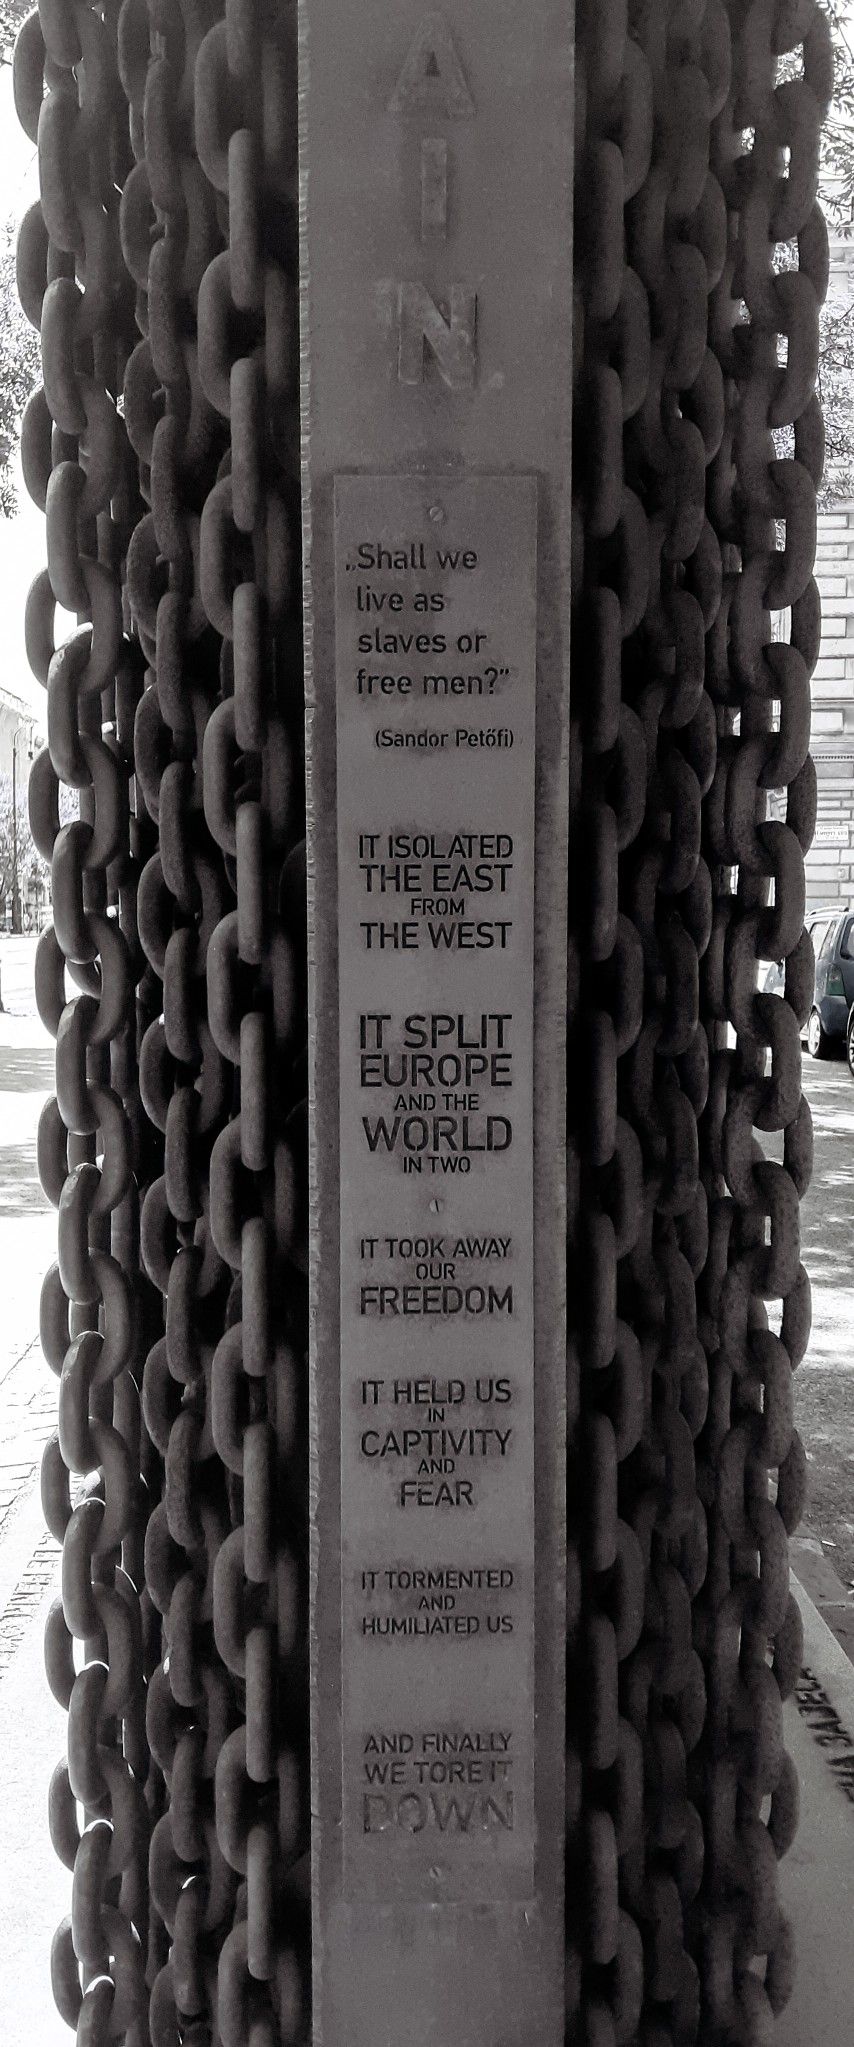 A
I
N
„Shall we
live as
slaves or
free men?”
(Sandor Petőfi)
IT ISOLATED
THE EAST
FROM
THE WEST
IT SPLIT
EUROPE
AND THE
WORLD
IN TWO
IT TOOK AWAY
OUR
FREEDOM
IT HELD US
IN
CAPTIVITY
AND
FEAR
IT TORMENTED
AND
HUMILIATED US
AND FINALLY
WE TORE IT
DOWN